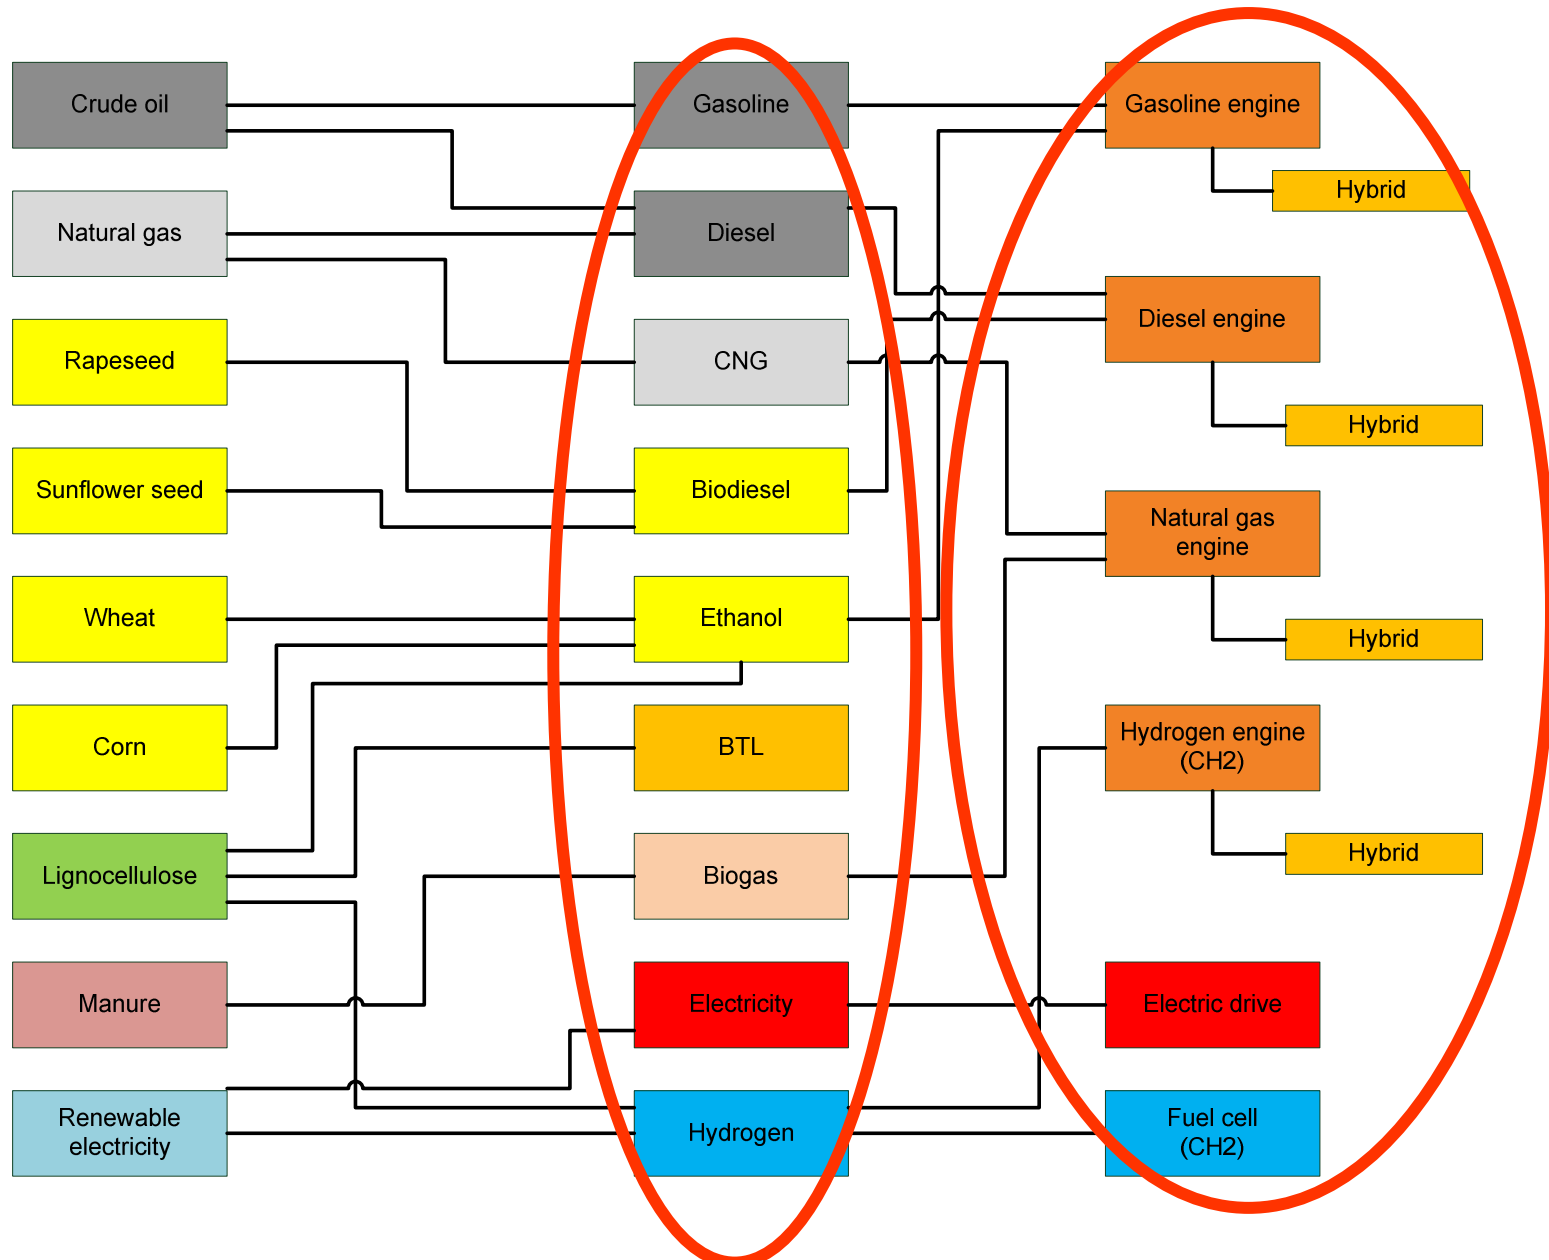 Crude oil
Gasoline
Gasoline engine
Hybrid
Natural gas
Diesel
Diesel engine
Rapeseed
CNG
Hybrid
Sunflower seed
Biodiesel
Natural gas
engine
Wheat
Ethanol
Hybrid
Corn
BTL
Hydrogen engine
(CH2)
Lignocellulose
Biogas
Hybrid
Manure
Electricity
Electric drive
Renewable
electricity
Hydrogen
Fuel cell
(CH2)